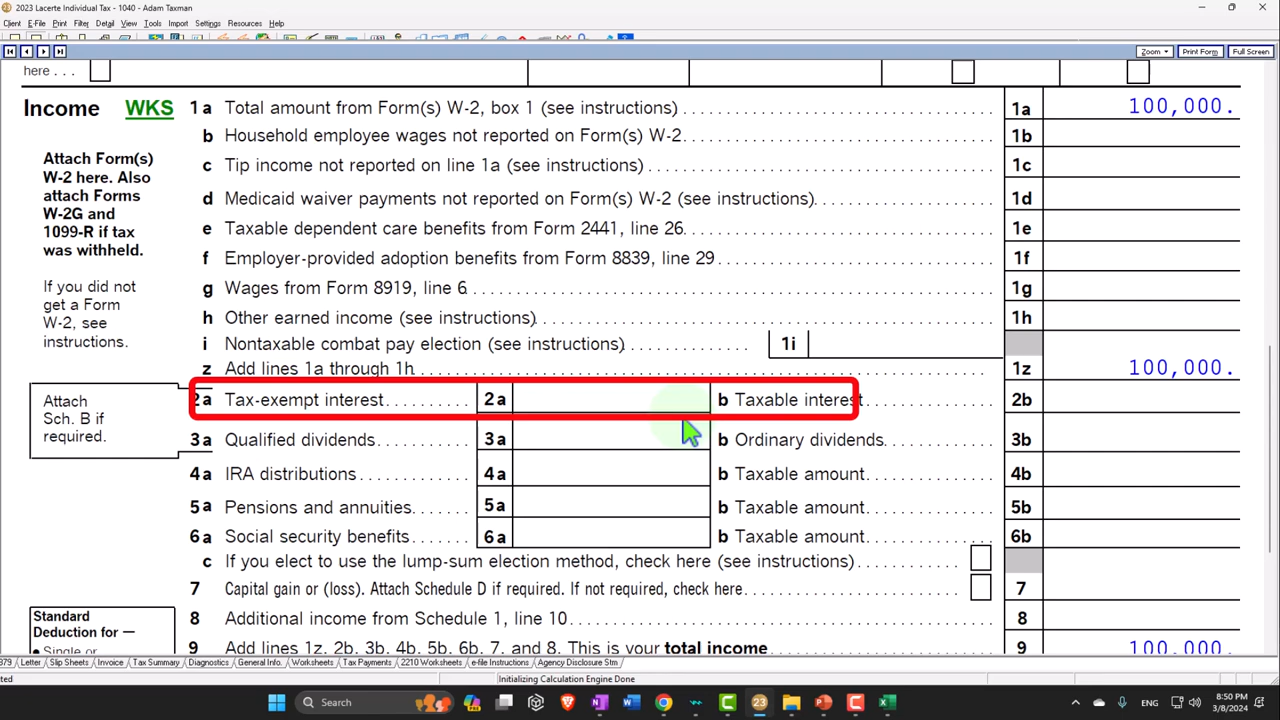 2023 Lacerte Individual Tax - 1040 - Adam Taxman
Client E-File Print Filter Detail View Tools Import Settings Resources Help
Zoom Print Form Full Screen
here . . .
Income WKS 1a Total amount from Form(s) W-2, box 1 (see instructions) 1a 100,000.
b Household employee wages not reported on Form(s) W-2 1b
Attach Form(s) W-2 here. Also attach Forms W-2G and 1099-R if tax was withheld.
c Tip income not reported on line 1a (see instructions) 1c
d Medicaid waiver payments not reported on Form(s) W-2 (see instructions) 1d
e Taxable dependent care benefits from Form 2441, line 26 1e
f Employer-provided adoption benefits from Form 8839, line 29 1f
If you did not get a Form W-2, see instructions.
g Wages from Form 8919, line 6 1g
h Other earned income (see instructions) 1h
i Nontaxable combat pay election (see instructions) 1i
z Add lines 1a through 1h 1z 100,000.
Attach Sch. B if required.
2a Tax-exempt interest 2a b Taxable interest 2b
3a Qualified dividends 3a b Ordinary dividends 3b
4a IRA distributions 4a b Taxable amount 4b
5a Pensions and annuities 5a b Taxable amount 5b
6a Social security benefits 6a b Taxable amount 6b
c If you elect to use the lump-sum election method, check here (see instructions)
7 Capital gain or (loss). Attach Schedule D if required. If not required, check here 7
Standard Deduction for —
8 Additional income from Schedule 1, line 10 8
• Single or
9 Add lines 1z, 2b, 3b, 4b, 5b, 6b, 7, and 8. This is your total income 9 100,000.
879 Letter Slip Sheets Invoice Tax Summary Diagnostics General Info. Worksheets Tax Payments 2210 Worksheets e-file Instructions Agency Disclosure Stm
ted Initializing Calculation Engine Done
Search 23 ENG 8:50 PM
3/8/2024